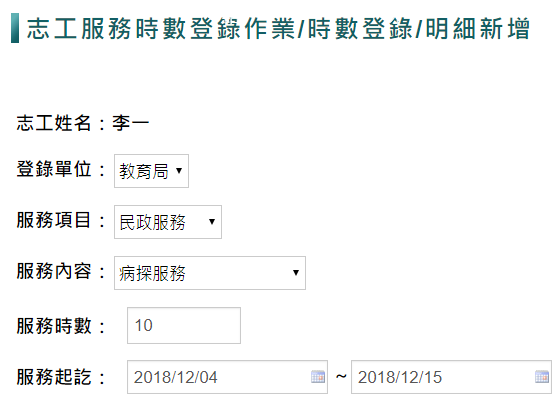 志工服務時數登錄作業/時數登錄/明細新增
志工姓名：李一
登錄單位：教育局
服務項目：民政服務
服務內容：病探服務
服務時數：10
服務起訖：2018/12/04 ~ 2018/12/15